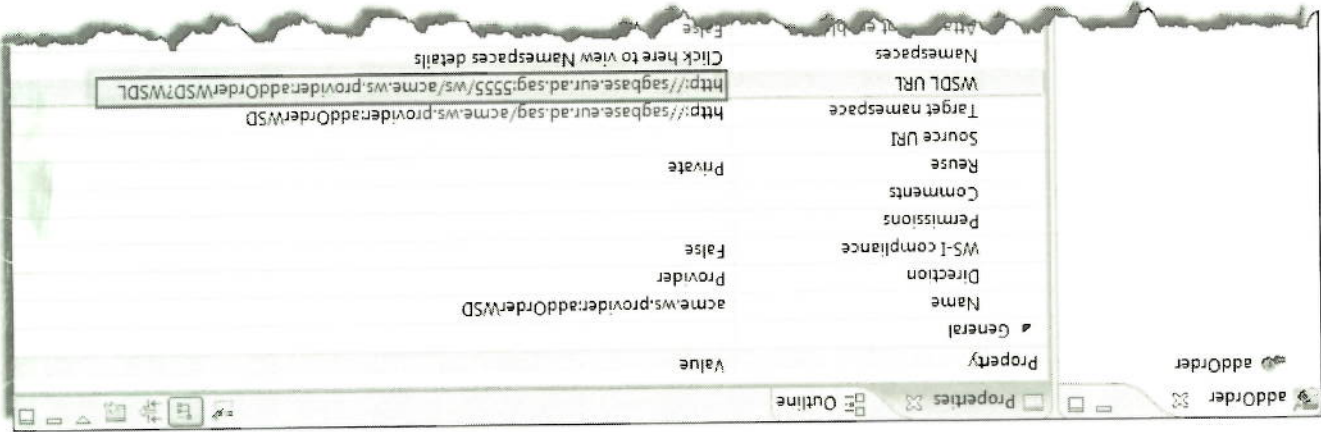 addOrder
addOrder
Properties Outline
Property Value
General
Name acme.ws.provider:addOrderWSD
Direction Provider
WS-I compliance False
Permissions
Comments
Reuse Private
Source URI
Target namespace http://sagbase.eur.ad.sag/acme.ws.provider:addOrderWSD
WSDL URL http://sagbase.eur.ad.sag:5555/ws/acme.ws.provider:addOrderWSD?WSDL
Namespaces Click here to view Namespaces details
False